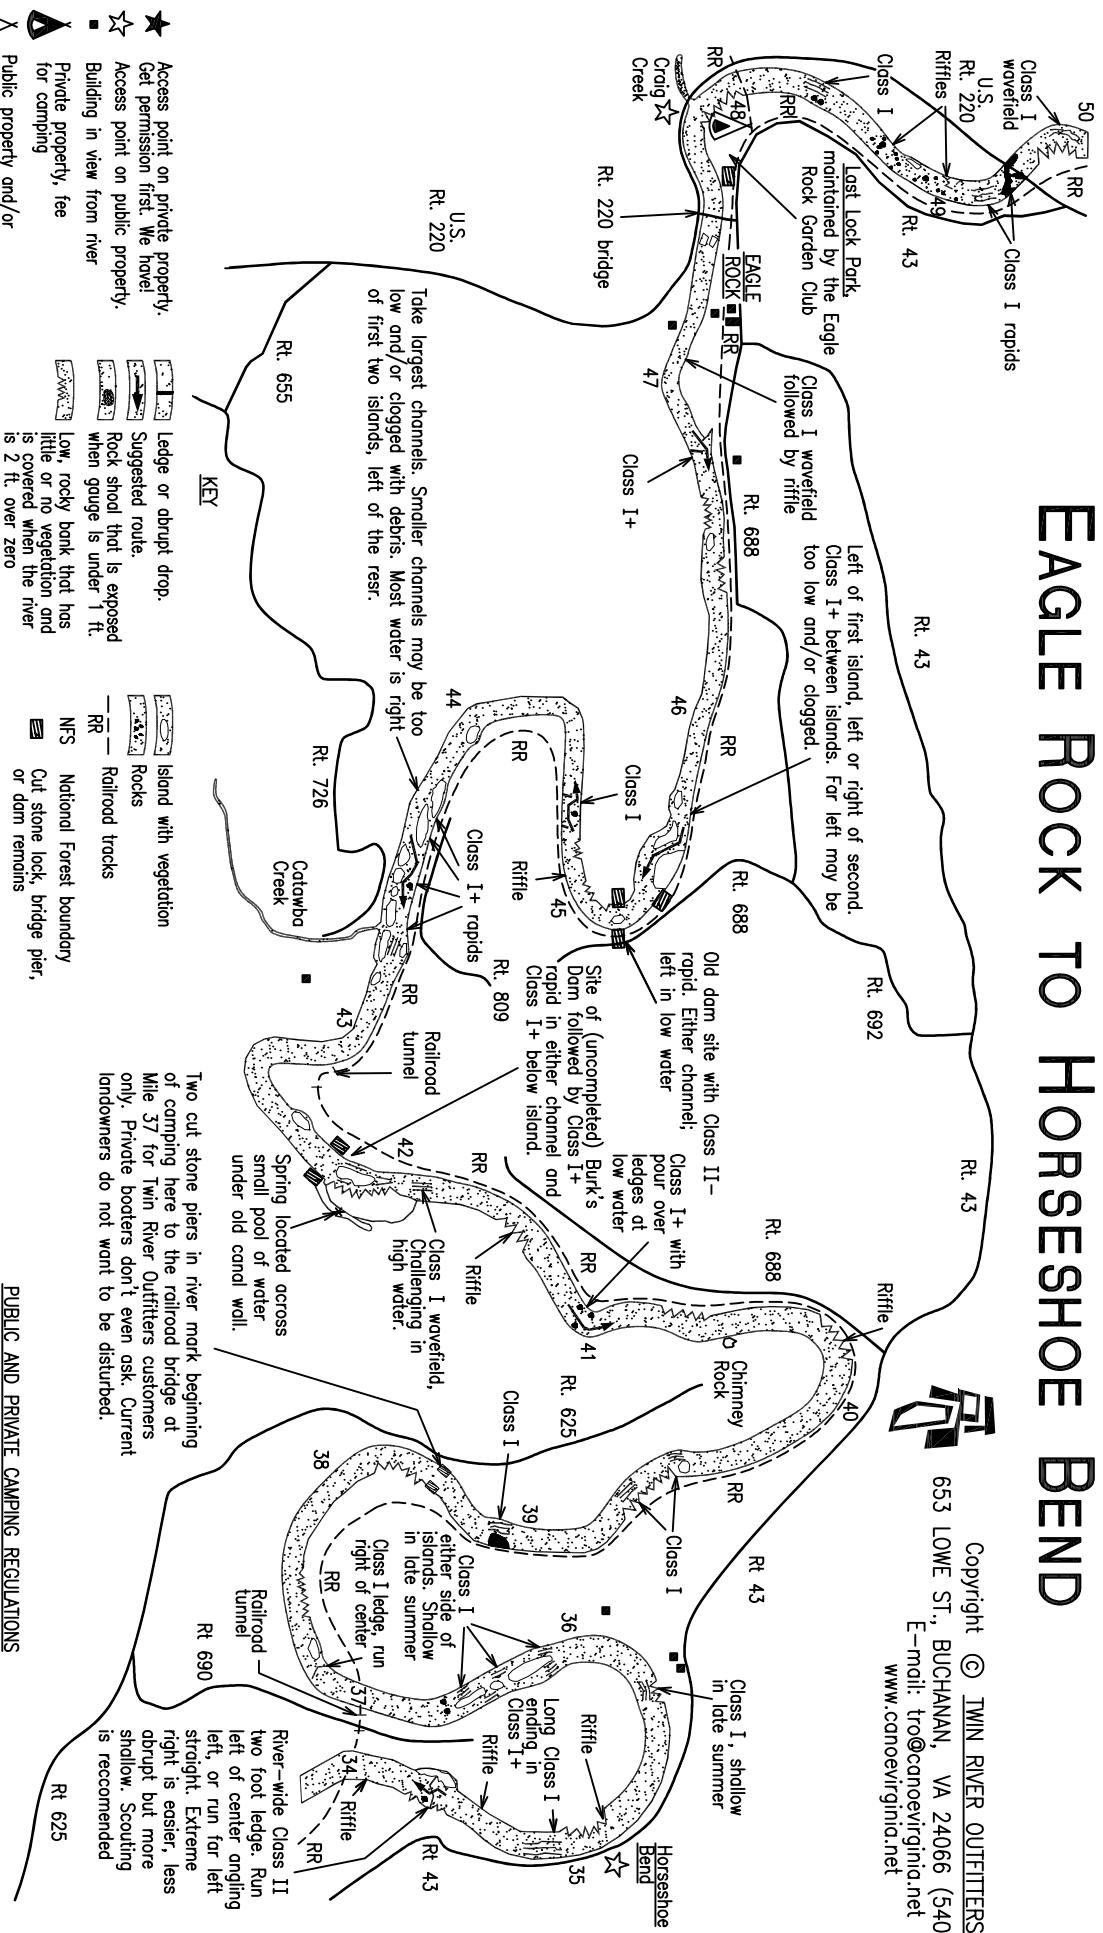 EAGLE ROCK TO HORSESHOE BEND
Copyright © TWIN RIVER OUTFITTERS
653 LOWE ST., BUCHANAN, VA 24066 (540
E-mail: tro@canoevirginia.net
www.canoevirginia.net
50
RR
Class I
wavefield
U.S.
Rt. 220
Riffles
Class I
Class I rapids
49
Rt. 43
RR
RR
48
Craig
Creek
Last Lock Park,
maintained by the Eagle
Rock Garden Club
Rt. 220 bridge
U.S.
Rt. 220
EAGLE
ROCK
RR
47
Class I wavefield
followed by riffle
Class I+
Rt. 688
Rt. 43
Left of first island, left or right of second.
Class I+ between islands. Far left may be
too low and/or clogged.
46
RR
Rt. 655
Take largest channels. Smaller channels may be too
low and/or clogged with debris. Most water is right
of first two islands, left of the resr.
44
RR
Class I
Riffle
45
Rt. 688
Rt. 692
Rt. 726
Catawba
Creek
Class I+ rapids
Rt. 809
RR
43
Railroad
tunnel
Old dam site with Class II-
rapid. Either channel;
left in low water
Site of (uncompleted) Burk's
Dam followed by Class I+
rapid in either channel and
Class I+ below island.
42
RR
Class I+ with
pour over
ledges at
low water
Spring located across
small pool of water
under old canal wall.
Class I wavefield,
Challenging in
high water.
Riffle
RR
41
Rt. 688
Rt. 43
Riffle
Chimney
Rock
40
Rt. 625
RR
Class I
Rt 43
Two cut stone piers in river mark beginning
of camping here to the railroad bridge at
Mile 37 for Twin River Outfitters customers
only. Private boaters don't even ask. Current
landowners do not want to be disturbed.
38
Class I
39
Class I
either side of
islands. Shallow
in late summer
Class I ledge, run
right of center
RR
Railroad
tunnel
Rt 690
37
36
Class I, shallow
in late summer
Long Class I
ending in
Class I+
Riffle
Riffle
Horseshoe
Bend
35
Rt 43
34
Riffle
RR
River-wide Class II
two foot ledge. Run
left of center angling
left, or run far left
straight. Extreme
right is easier, less
abrupt but more
shallow. Scouting
is reccomended
Rt 625
KEY
Access point on private property.
Get permission first. We have!
Access point on public property.
Building in view from river
Private property, fee
for camping
Public property and/or
Ledge or abrupt drop.
Suggested route.
Rock shoal that is exposed
when gauge is under 1 ft.
Low, rocky bank that has
little or no vegetation and
is covered when the river
is 2 ft. over zero
Island with vegetation
Rocks
RR
Railroad tracks
NFS National Forest boundary
Cut stone lock, bridge pier,
or dam remains
PUBLIC AND PRIVATE CAMPING REGULATIONS